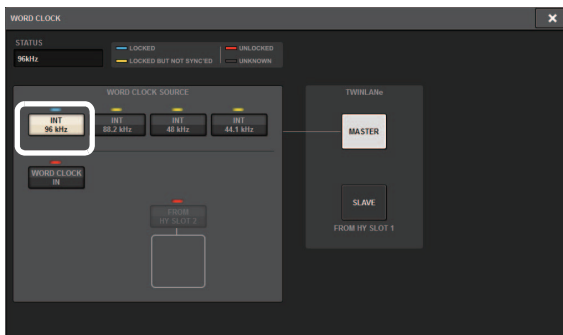 WORD CLOCK
STATUS
96kHz
LOCKED
UNLOCKED
LOCKED BUT NOT SYNC'ED
UNKNOWN
WORD CLOCK SOURCE
TWINLANe
INT
96 kHz
INT
88.2 kHz
INT
48 kHz
INT
44.1 kHz
MASTER
WORD CLOCK
IN
FROM
HY SLOT 2
SLAVE
FROM HY SLOT 1